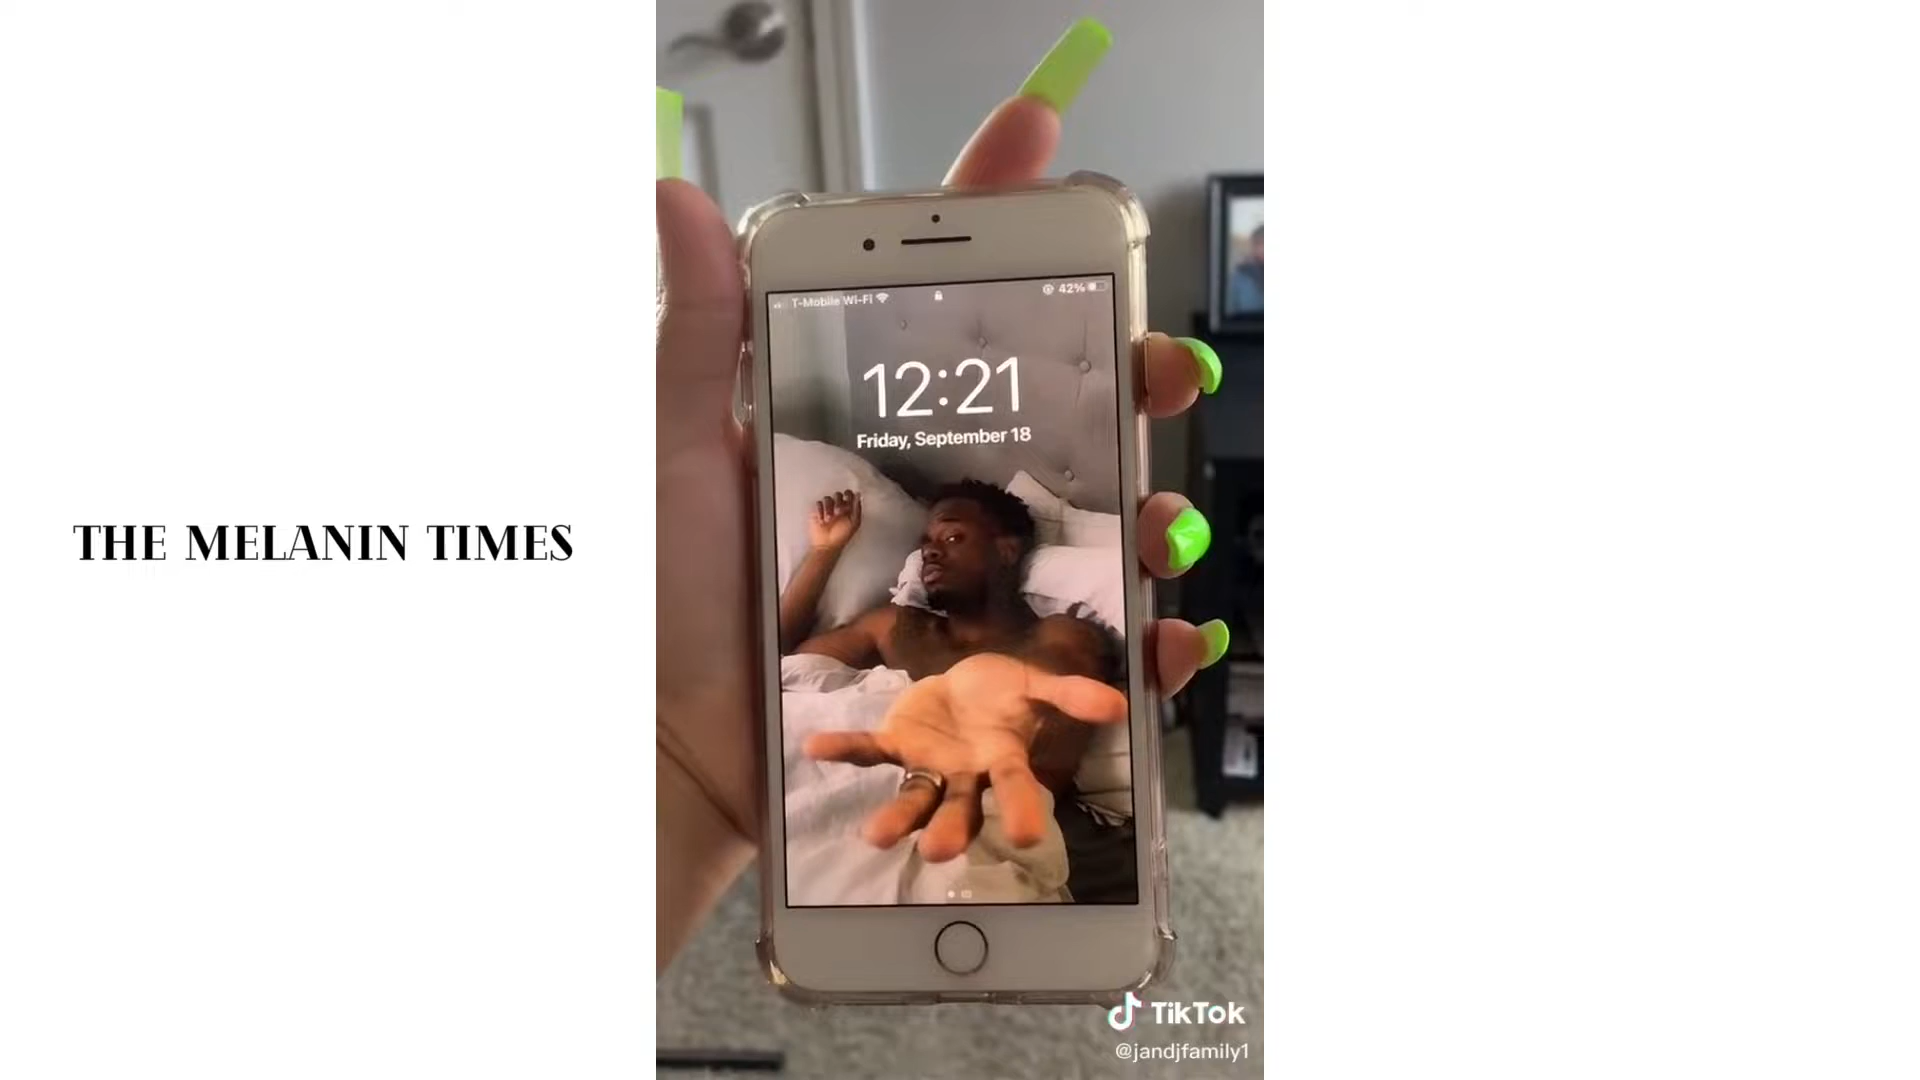 THE MELANIN TIMES
T-Mobile Wi-Fi
42%
12:21
Friday, September 18
TikTok
@jandjfamily1